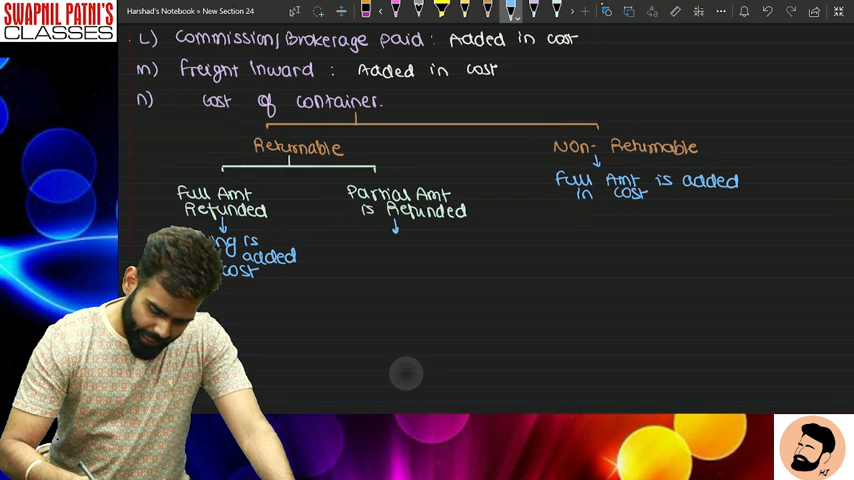 SWAPNIL PATNI'S
CLASSES
Harshad's Notebook » New Section 24
L) Commission/Brokerage paid : Added in cost
m) Freight Inward : Added in cost
n) cost of container.
Returnable
Non- Returnable
Full Amt
Refunded
Partial Amt
is Refunded
Full Amt is added
in cost
is
added
cost